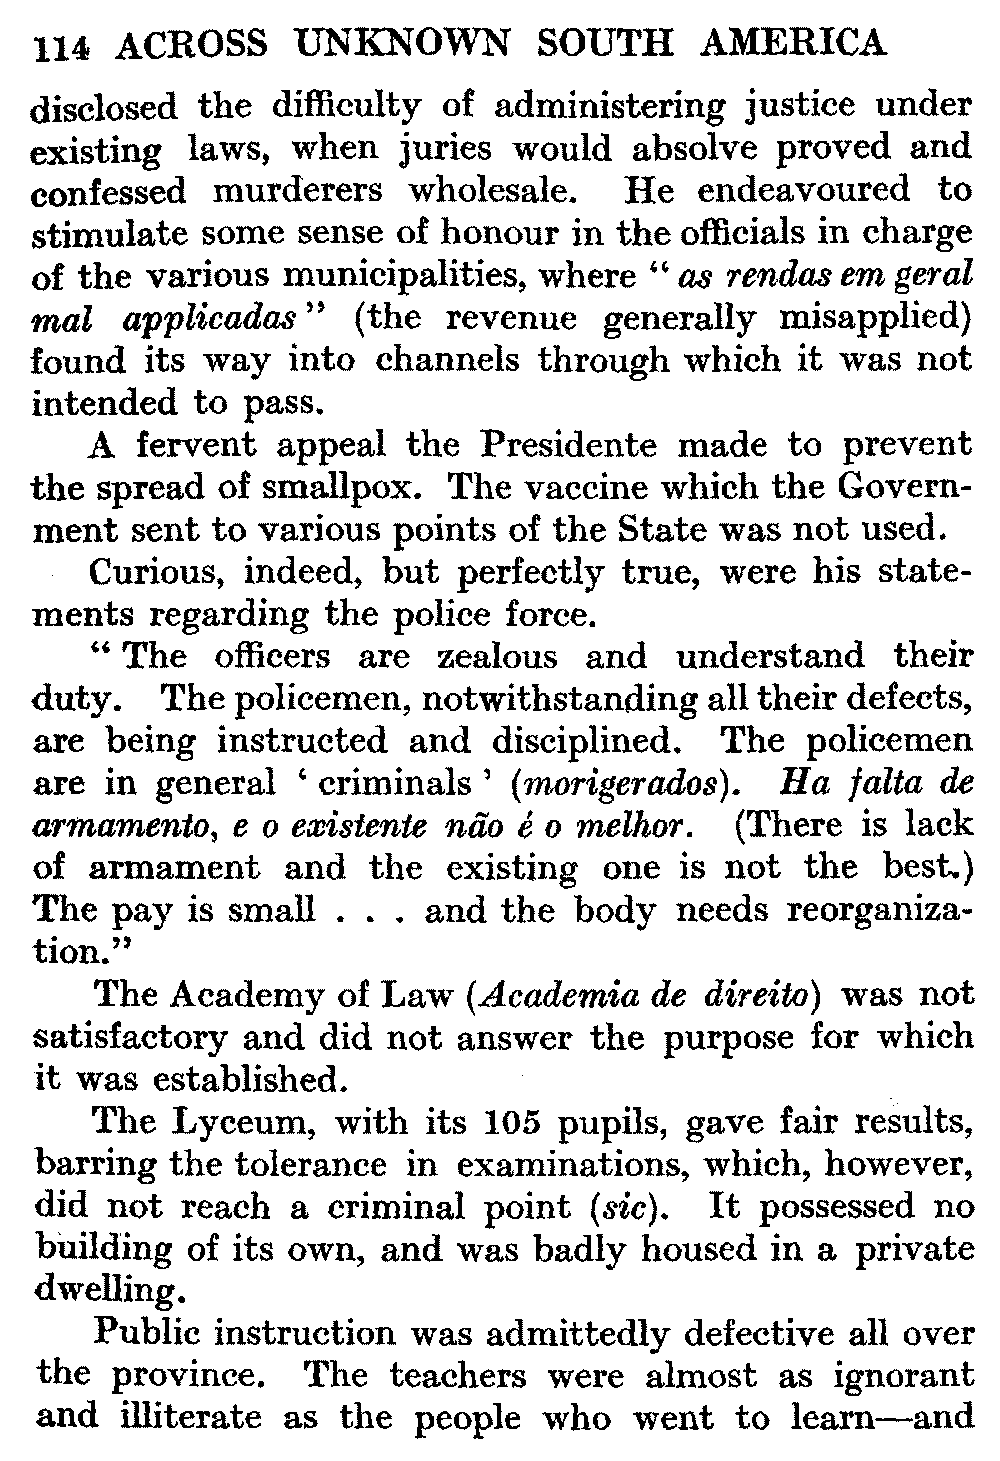 114 ACROSS UNKNOWN SOUTH AMERICA
disclosed the difficulty of administering justice under
existing laws, when juries would absolve proved and
confessed murderers wholesale. He endeavoured to
stimulate some sense of honour in the officials in charge
of the various municipalities, where “ as rendas em geral
mal applicadas ” (the revenue generally misapplied)
found its way into channels through which it was not
intended to pass.
A fervent appeal the Presidente made to prevent
the spread of smallpox. The vaccine which the Govern-
ment sent to various points of the State was not used.
Curious, indeed, but perfectly true, were his state-
ments regarding the police force.
“ The officers are zealous and understand their
duty. The policemen, notwithstanding all their defects,
are being instructed and disciplined. The policemen
are in general ‘ criminals ’ (morigerados). Ha falta de
armamento, e o existente não é o melhor. (There is lack
of armament and the existing one is not the best.)
The pay is small . . . and the body needs reorganiza-
tion.”
The Academy of Law (Academia de direito) was not
satisfactory and did not answer the purpose for which
it was established.
The Lyceum, with its 105 pupils, gave fair results,
barring the tolerance in examinations, which, however,
did not reach a criminal point (sic). It possessed no
building of its own, and was badly housed in a private
dwelling.
Public instruction was admittedly defective all over
the province. The teachers were almost as ignorant
and illiterate as the people who went to learn—and